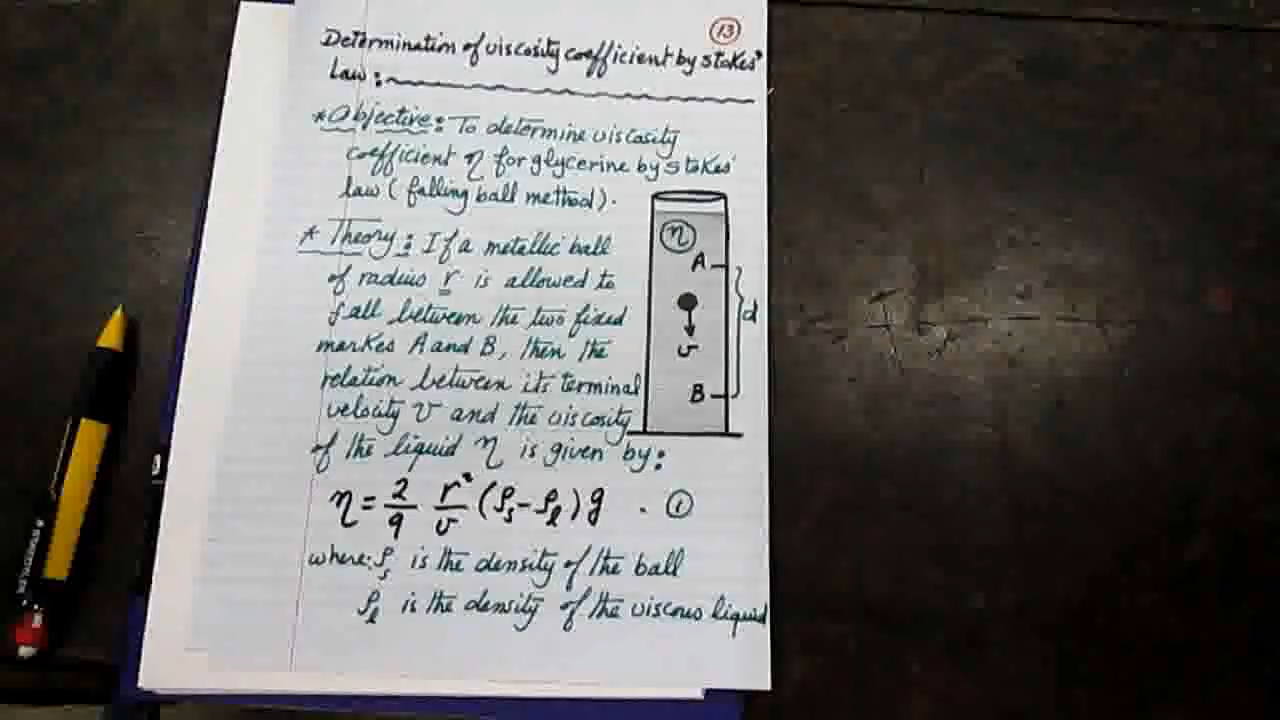 13
Determination of viscosity coefficient by stokes'
Law:
* Objective: To determine viscosity
coefficient η for glycerine by stokes'
law (falling ball method).
* Theory: If a metallic ball
of radius r is allowed to
fall between the two fixed
markes A and B, then the
relation between its terminal
velocity v and the viscosity
of the liquid η is given by:
η = 2/9 r²/v (ρs - ρl) g . ①
where: ρs is the density of the ball
ρl is the density of the viscous liquid
η
A
d
v
B